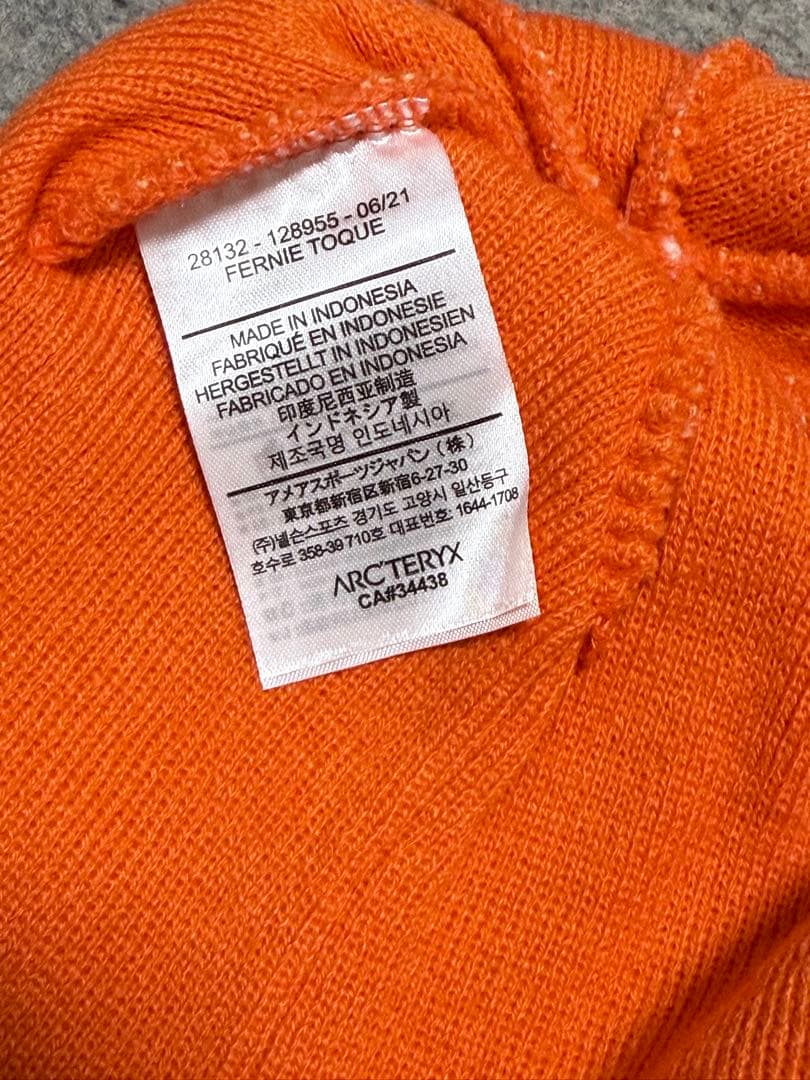 28132 - 128955 - 06/21
FERNIE TOQUE
MADE IN INDONESIA
FABRIQUÉ EN INDONESIE
HERGESTELLT IN INDONESIEN
FABRICADO EN INDONESIA
印度尼西亚制造
インドネシア製
제조국명 인도네시아
アメアスポーツジャパン（株）
東京都新宿区新宿6-27-30
(주)넬슨스포츠 경기도 고양시 일산동구
호수로 358-39 710호 대표번호: 1644-1708
ARC'TERYX
CA#34438